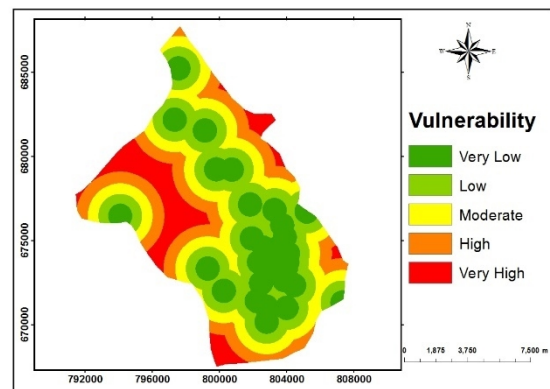 N
W E
S
Vulnerability
Very Low
Low
Moderate
High
Very High
685000
680000
675000
670000
792000 796000 800000 804000 808000
0 1,875 3,750 7,500 m